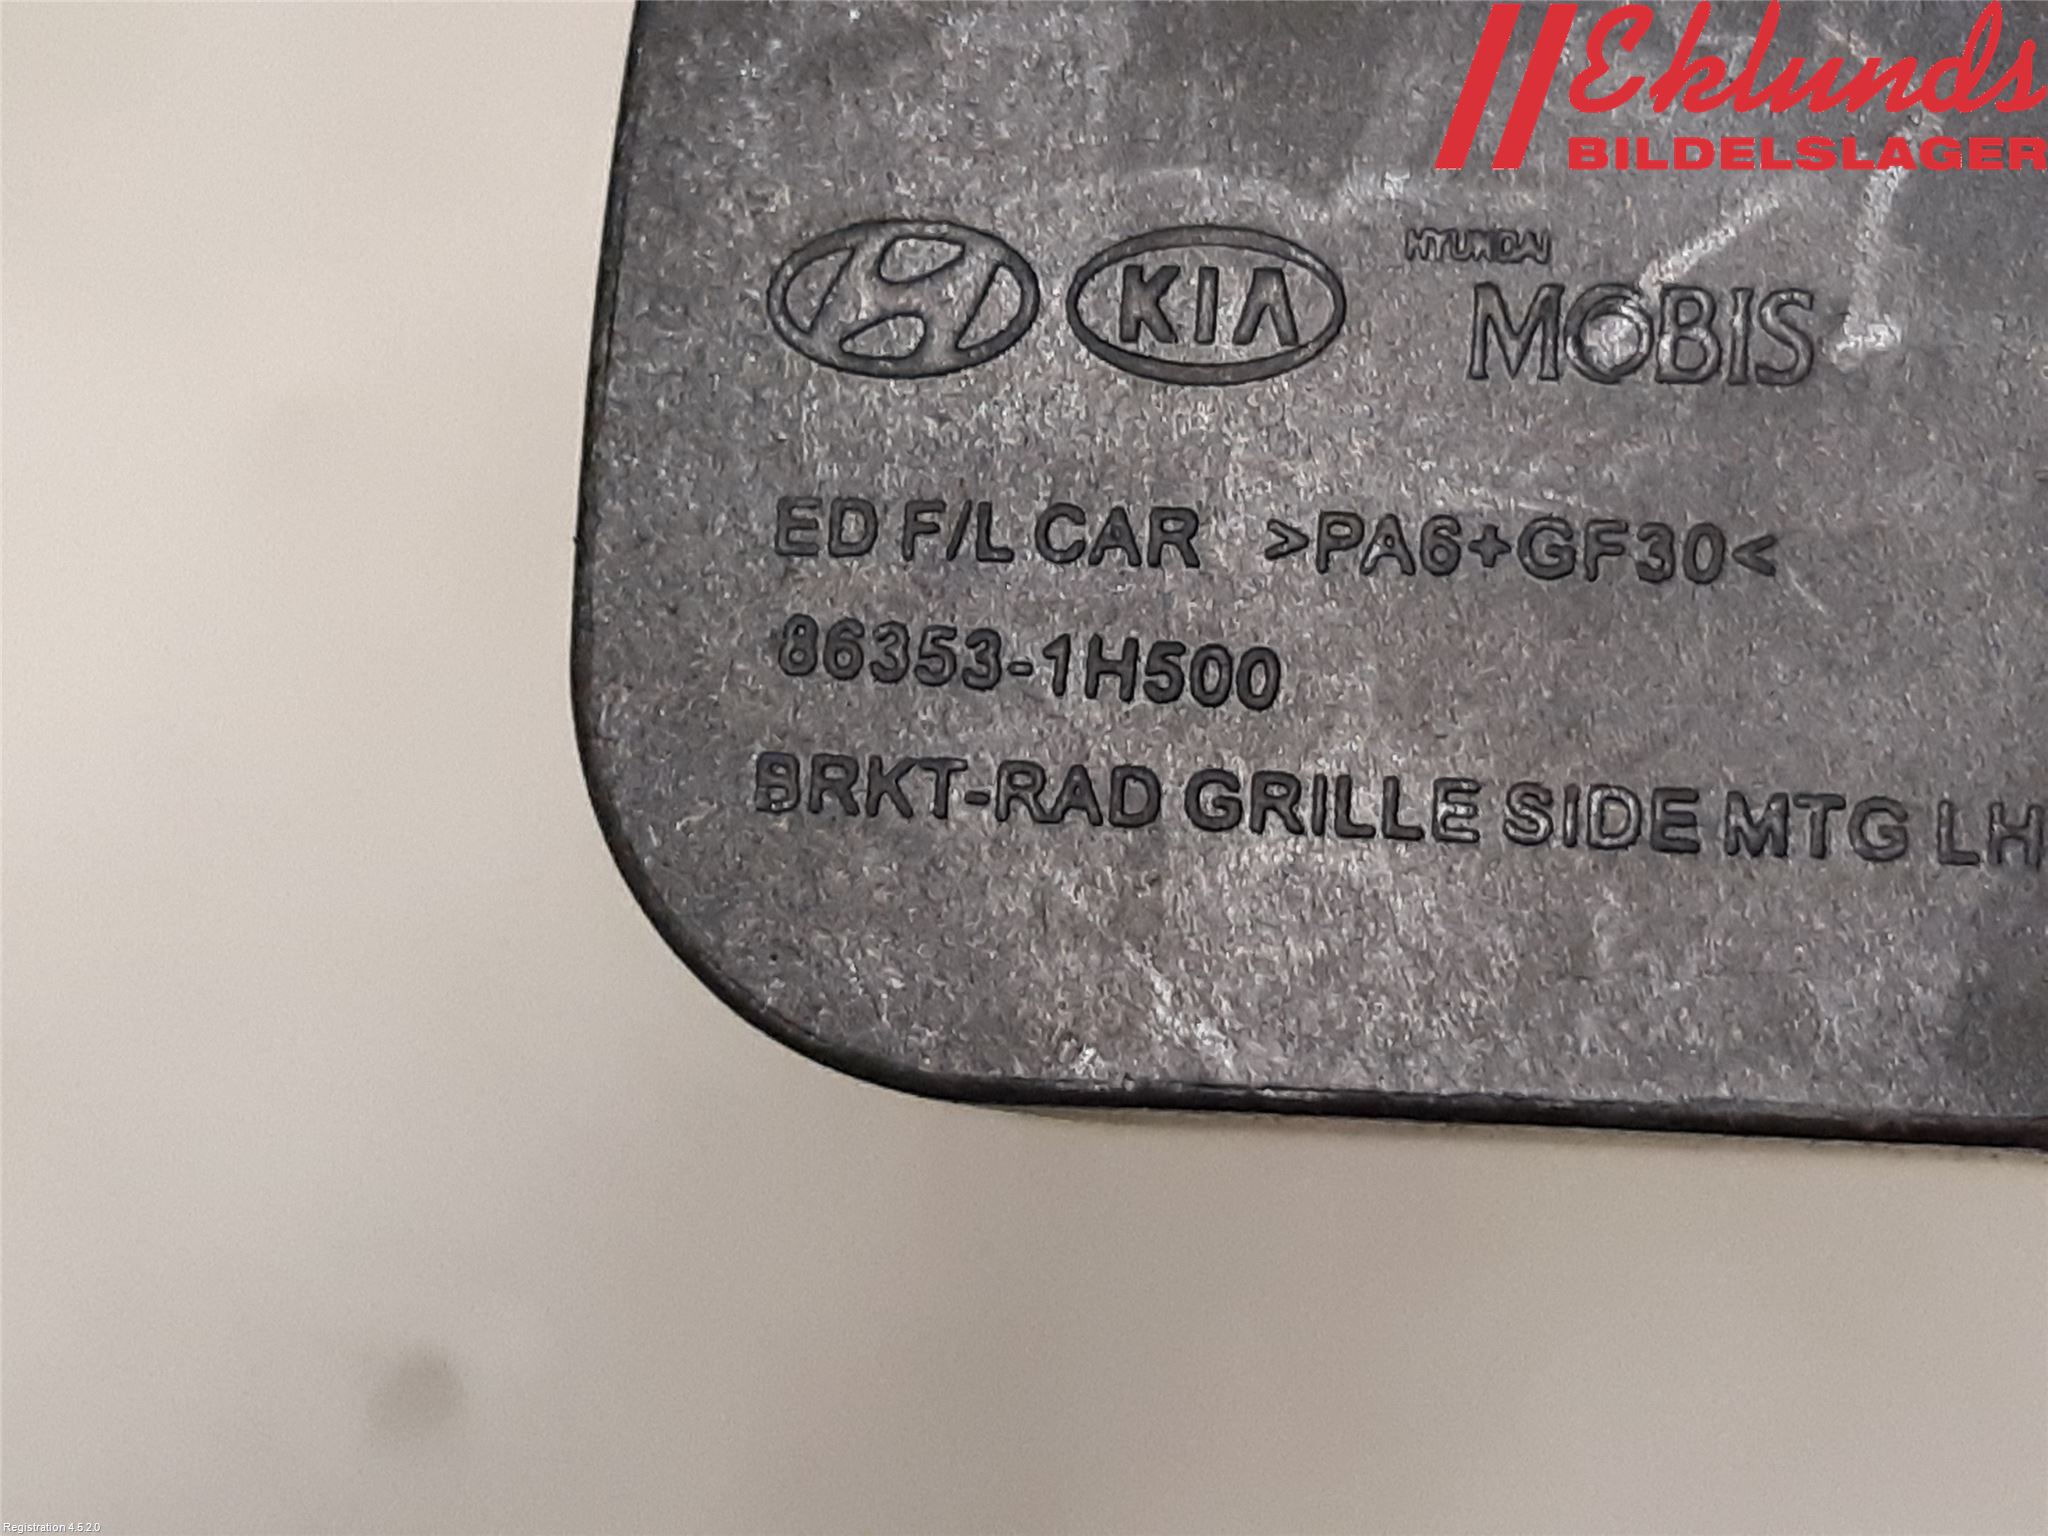 Eklunds
BILDELSLAGER
KIA
HYUNDAI
MOBIS
ED F/L CAR >PA6+GF30<
86353-1H500
BRKT-RAD GRILLE SIDE MTG LH
Registration 4.5.2.0